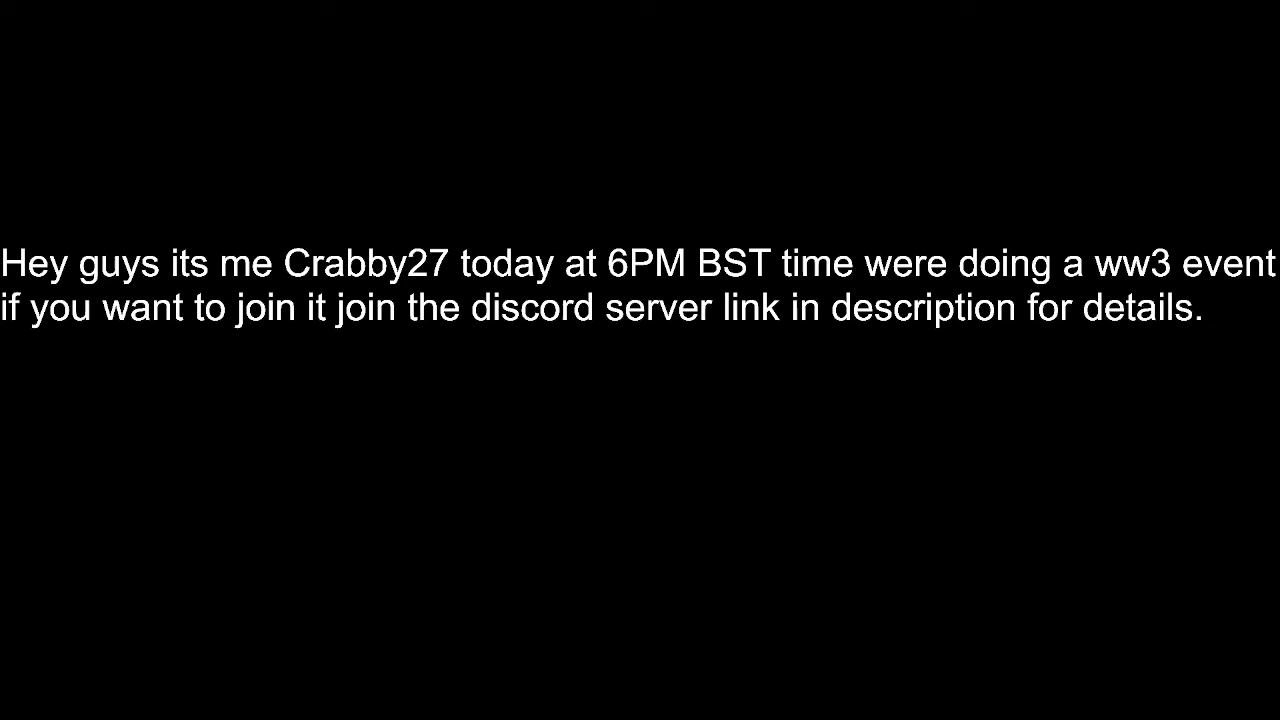 Hey guys its me Crabby27 today at 6PM BST time were doing a ww3 event
if you want to join it join the discord server link in description for details.